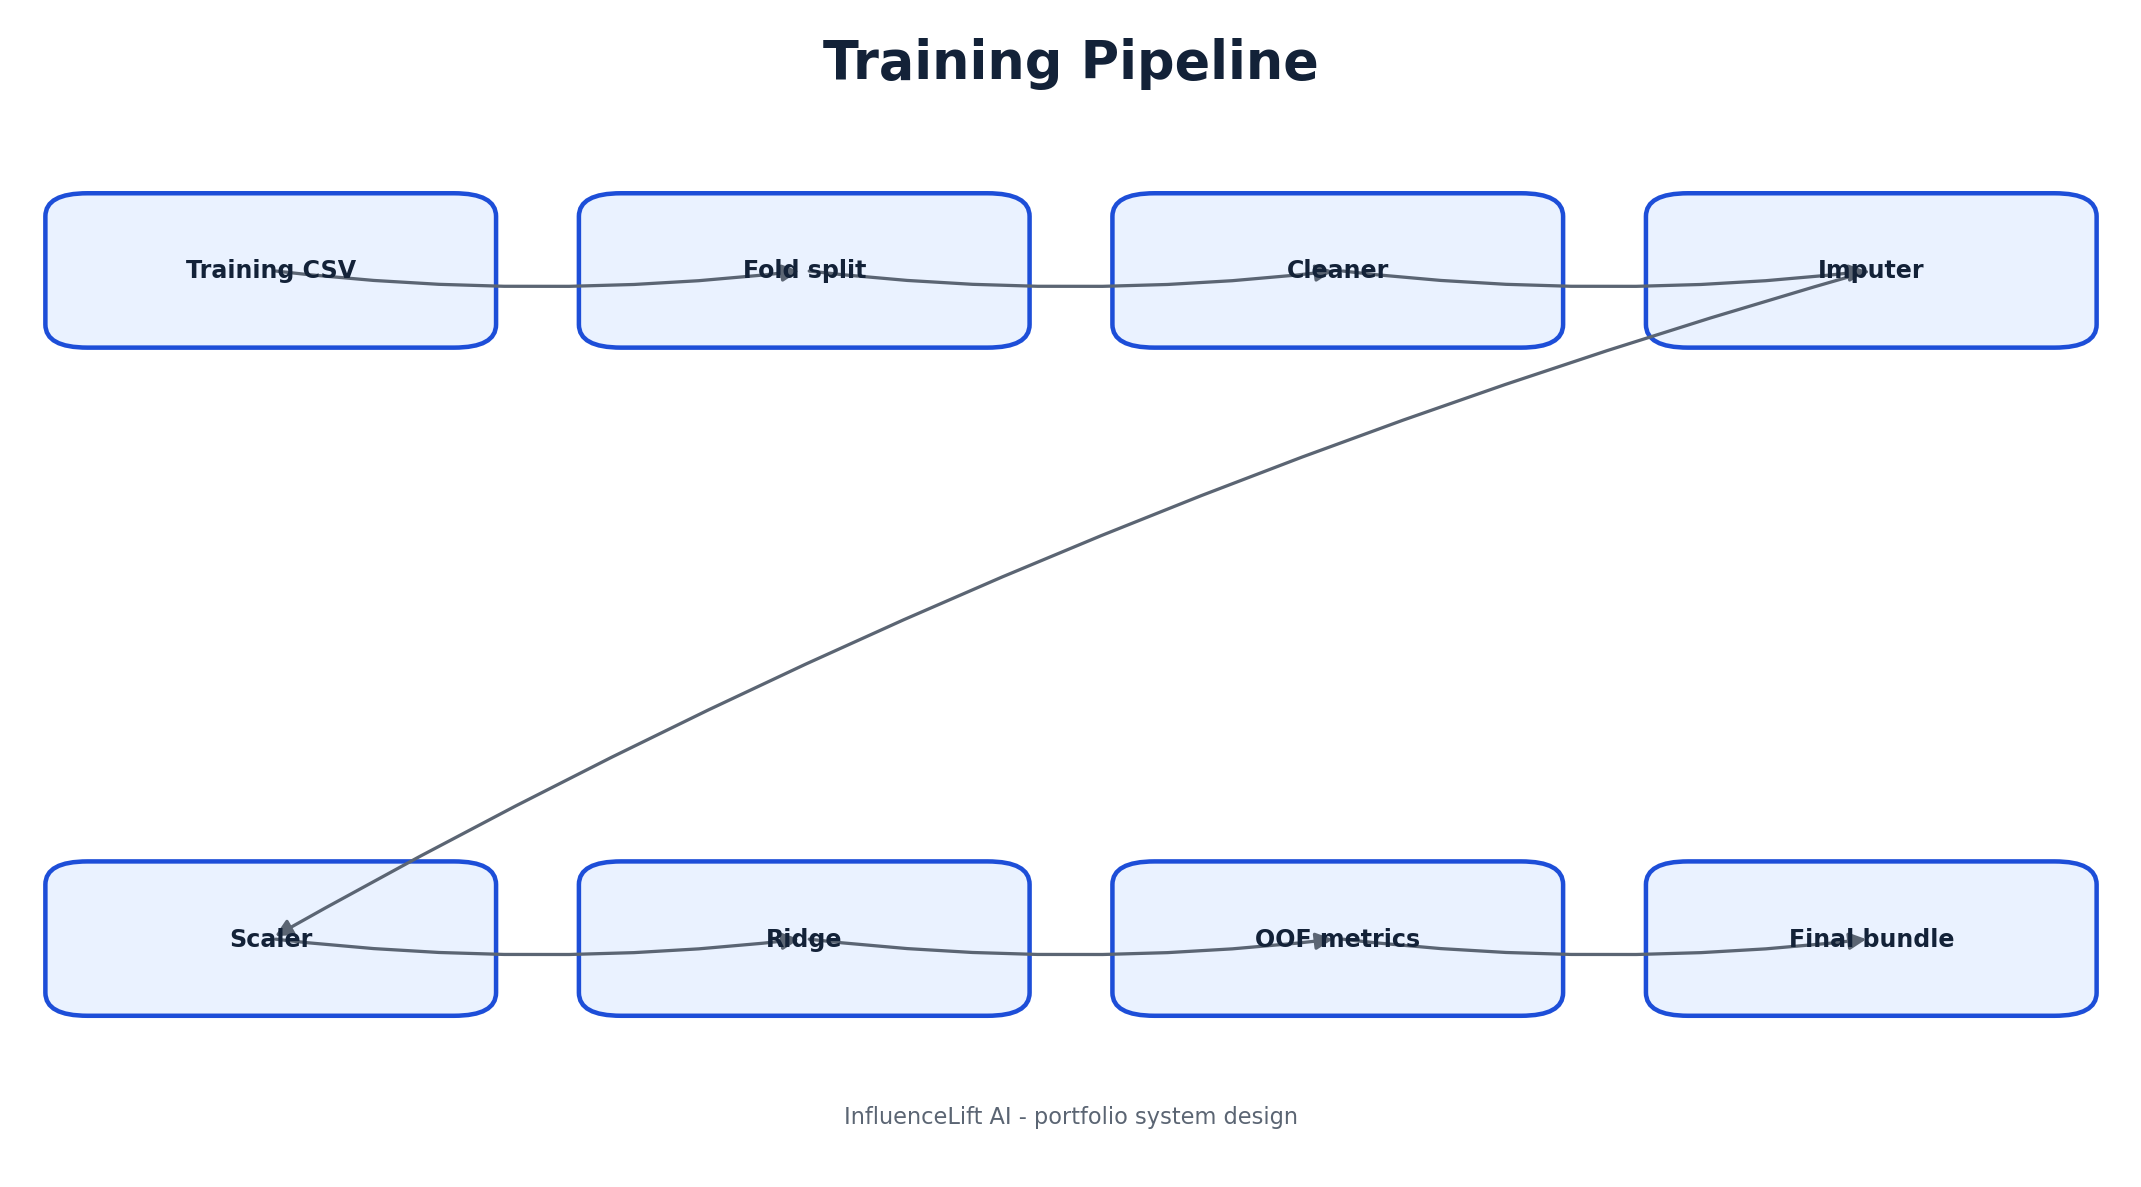 Training Pipeline
Training CSV
Fold split
Cleaner
Imputer
Scaler
Ridge
OOF metrics
Final bundle
InfluenceLift AI - portfolio system design